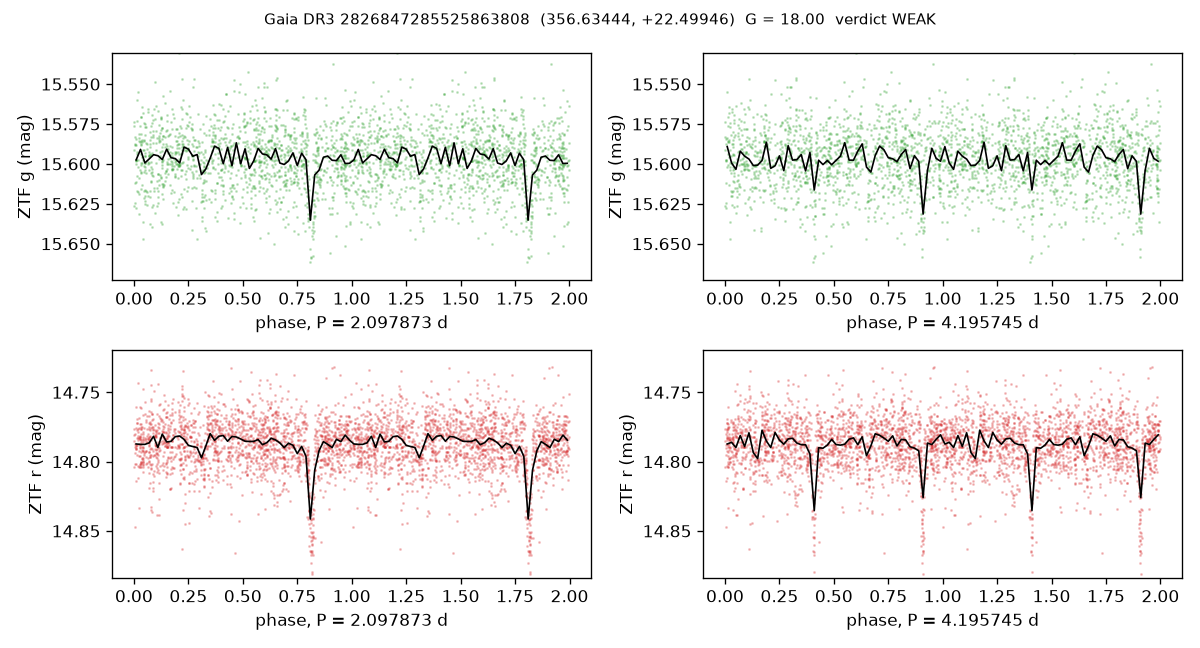 Gaia DR3 2826847285525863808 (356.63444, +22.49946) G = 18.00 verdict WEAK
ZTF g (mag)
15.550
15.575
15.600
15.625
15.650
0.00 0.25 0.50 0.75 1.00 1.25 1.50 1.75 2.00
phase, P = 2.097873 d
ZTF g (mag)
15.550
15.575
15.600
15.625
15.650
0.00 0.25 0.50 0.75 1.00 1.25 1.50 1.75 2.00
phase, P = 4.195745 d
ZTF r (mag)
14.75
14.80
14.85
0.00 0.25 0.50 0.75 1.00 1.25 1.50 1.75 2.00
phase, P = 2.097873 d
ZTF r (mag)
14.75
14.80
14.85
0.00 0.25 0.50 0.75 1.00 1.25 1.50 1.75 2.00
phase, P = 4.195745 d